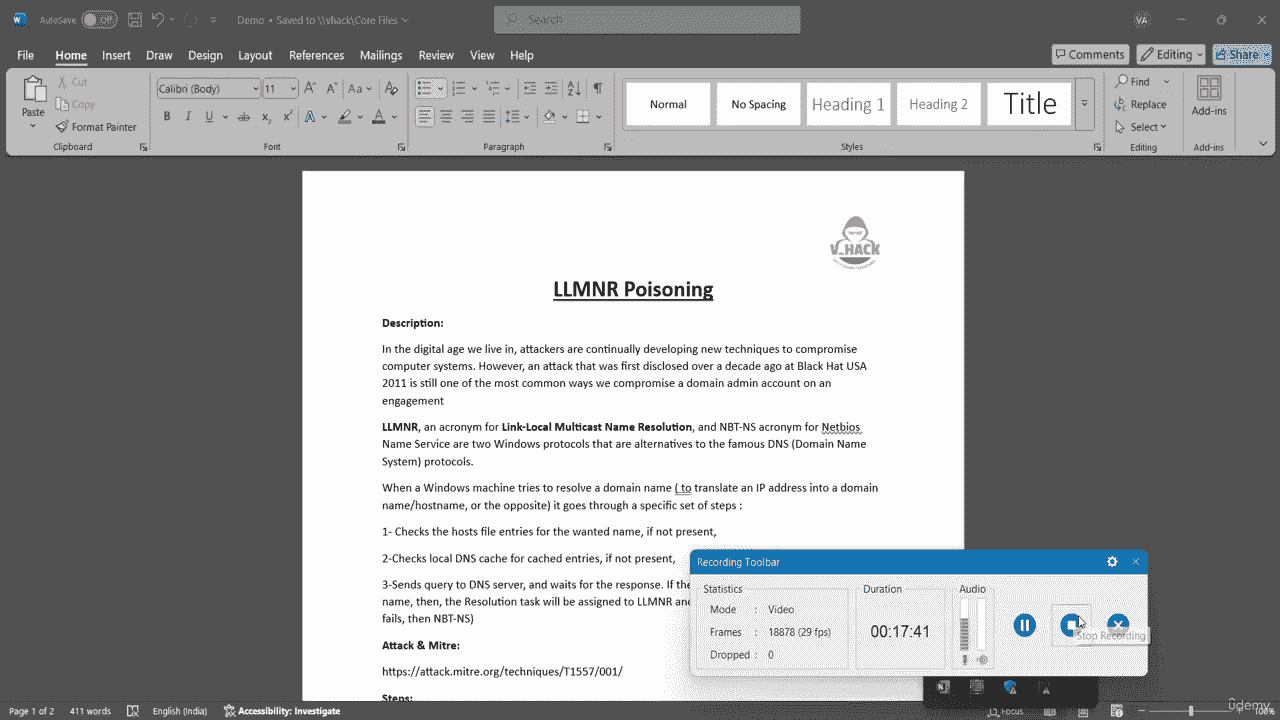 AutoSave Off Demo • Saved to \\vhack\Core Files Search VA
File Home Insert Draw Design Layout References Mailings Review View Help Comments Editing Share
Paste Cut Copy Format Painter
Calibri (Body) 11
Normal No Spacing Heading 1 Heading 2 Title
Find Replace Select Add-ins
Clipboard Font Paragraph Styles Editing Add-ins
V_HACK
LLMNR Poisoning
Description:
In the digital age we live in, attackers are continually developing new techniques to compromise
computer systems. However, an attack that was first disclosed over a decade ago at Black Hat USA
2011 is still one of the most common ways we compromise a domain admin account on an
engagement
LLMNR, an acronym for Link-Local Multicast Name Resolution, and NBT-NS acronym for Netbios
Name Service are two Windows protocols that are alternatives to the famous DNS (Domain Name
System) protocols.
When a Windows machine tries to resolve a domain name ( to translate an IP address into a domain
name/hostname, or the opposite) it goes through a specific set of steps :
1- Checks the hosts file entries for the wanted name, if not present,
2-Checks local DNS cache for cached entries, if not present,
3-Sends query to DNS server, and waits for the response. If the
name, then, the Resolution task will be assigned to LLMNR an
fails, then NBT-NS)
Attack & Mitre:
https://attack.mitre.org/techniques/T1557/001/
Steps:
Recording Toolbar
Statistics Duration Audio
Mode : Video
Frames : 18878 (29 fps)
Dropped : 0
00:17:41
Stop Recording
Page 1 of 2 411 words English (India) Accessibility: Investigate Focus 100%
Udemy